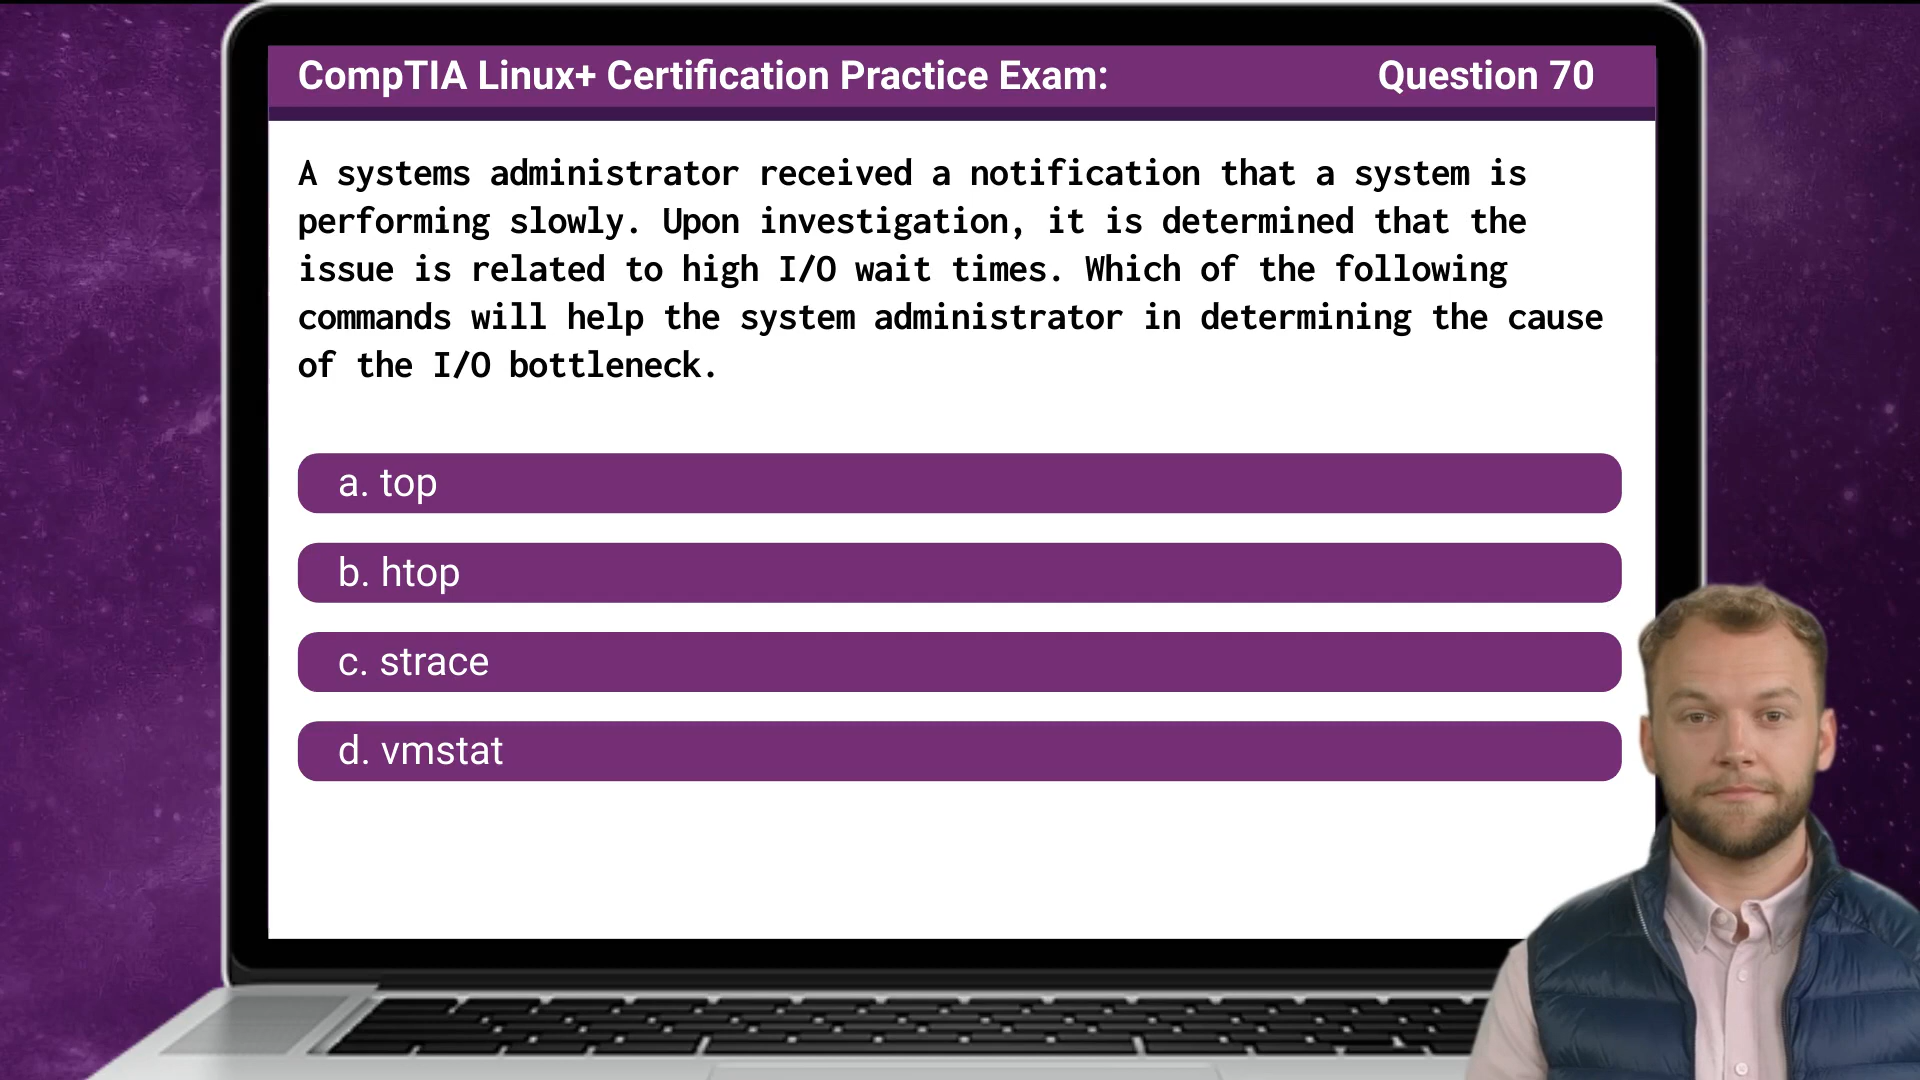 CompTIA Linux+ Certification Practice Exam: Question 70
A systems administrator received a notification that a system is
performing slowly. Upon investigation, it is determined that the
issue is related to high I/O wait times. Which of the following
commands will help the system administrator in determining the cause
of the I/O bottleneck.
a. top
b. htop
c. strace
d. vmstat